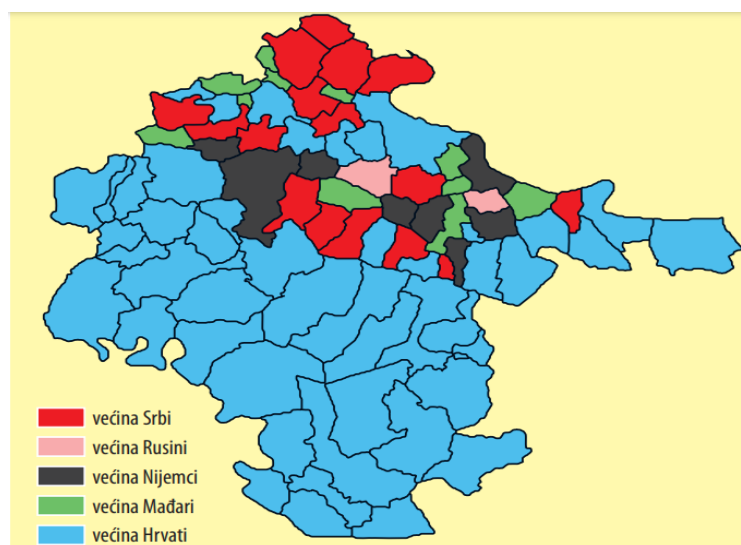 većina Srbi
većina Rusini
većina Nijemci
većina Mađari
većina Hrvati